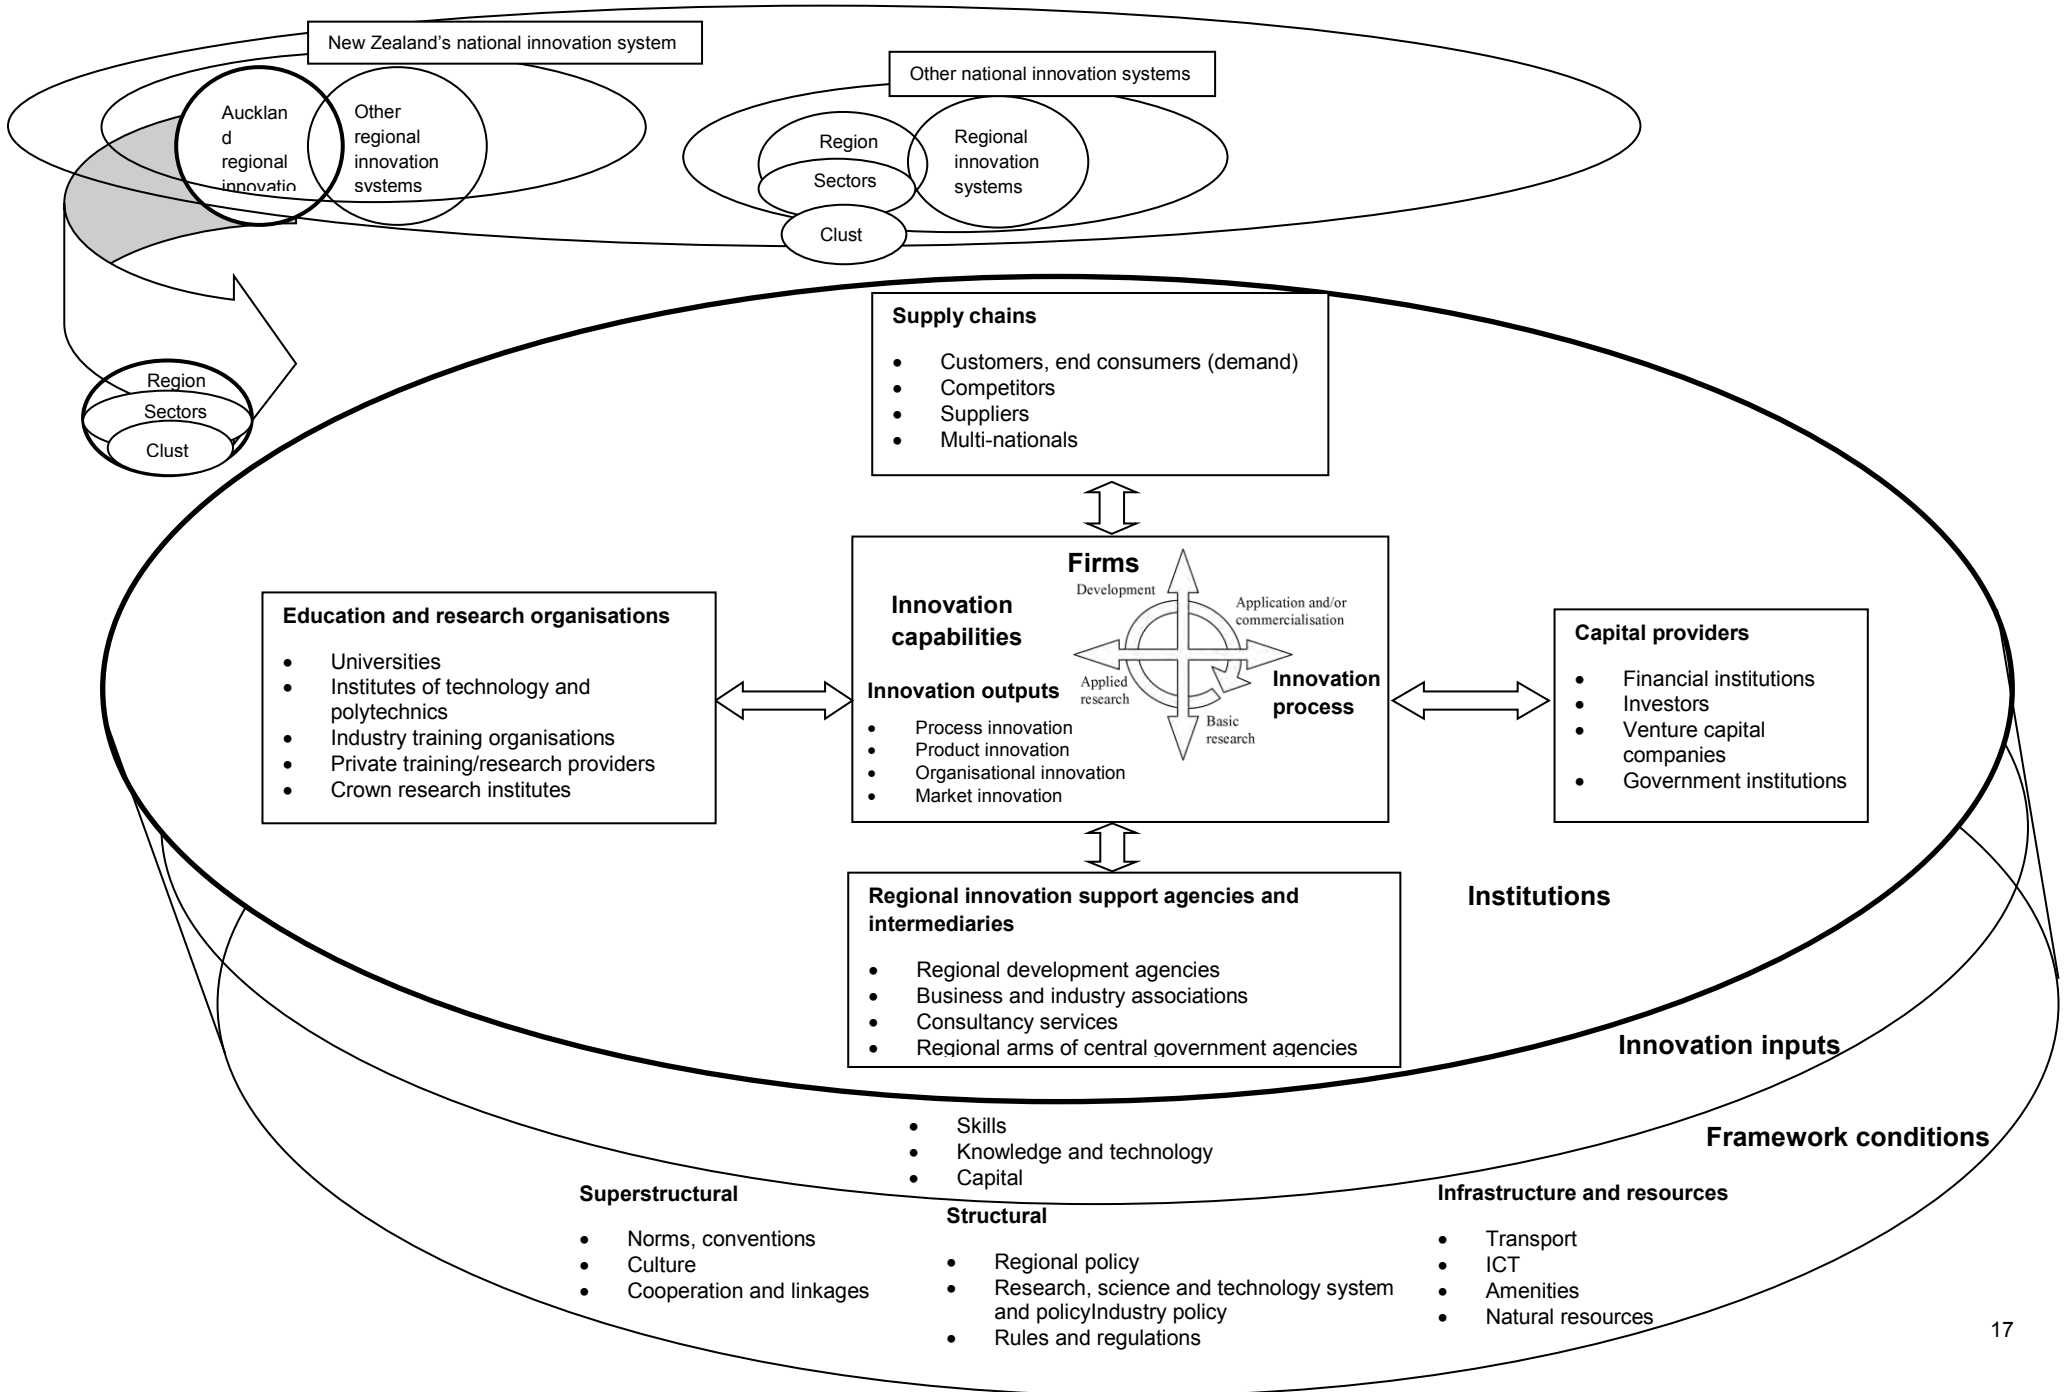 New Zealand's national innovation system
Other national innovation systems
Aucklan
d
regional
innovatio
Other
regional
innovation
systems
Region
Sectors
Clust
Regional
innovation
systems
Region
Sectors
Clust
Supply chains
• Customers, end consumers (demand)
• Competitors
• Suppliers
• Multi-nationals
Education and research organisations
• Universities
• Institutes of technology and
polytechnics
• Industry training organisations
• Private training/research providers
• Crown research institutes
Firms
Innovation
capabilities
Development
Application and/or
commercialisation
Applied
research
Basic
research
Innovation
process
Innovation outputs
• Process innovation
• Product innovation
• Organisational innovation
• Market innovation
Capital providers
• Financial institutions
• Investors
• Venture capital
companies
• Government institutions
Regional innovation support agencies and
intermediaries
• Regional development agencies
• Business and industry associations
• Consultancy services
• Regional arms of central government agencies
Institutions
Innovation inputs
• Skills
• Knowledge and technology
• Capital
Framework conditions
Superstructural
• Norms, conventions
• Culture
• Cooperation and linkages
Structural
• Regional policy
• Research, science and technology system
and policyIndustry policy
• Rules and regulations
Infrastructure and resources
• Transport
• ICT
• Amenities
• Natural resources
17